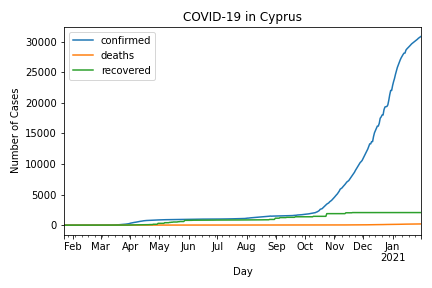 COVID-19 in Cyprus
confirmed
deaths
recovered
Number of Cases
30000
25000
20000
15000
10000
5000
0
Feb Mar Apr May Jun Jul Aug Sep Oct Nov Dec Jan
2021
Day